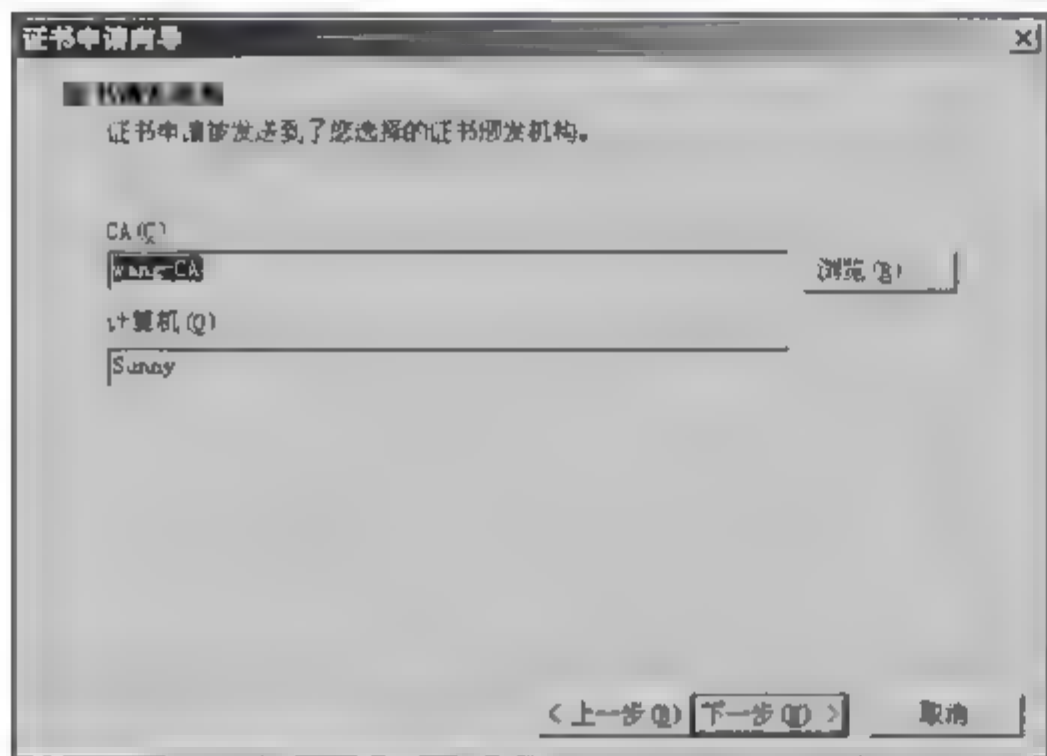 证书申请向导
证书申请被发送到了您选择的证书颁发机构。
CA(C)
wang-CA
浏览(R)
计算机(O)
Sunny
< 上一步(B)
下一步(N) >
取消